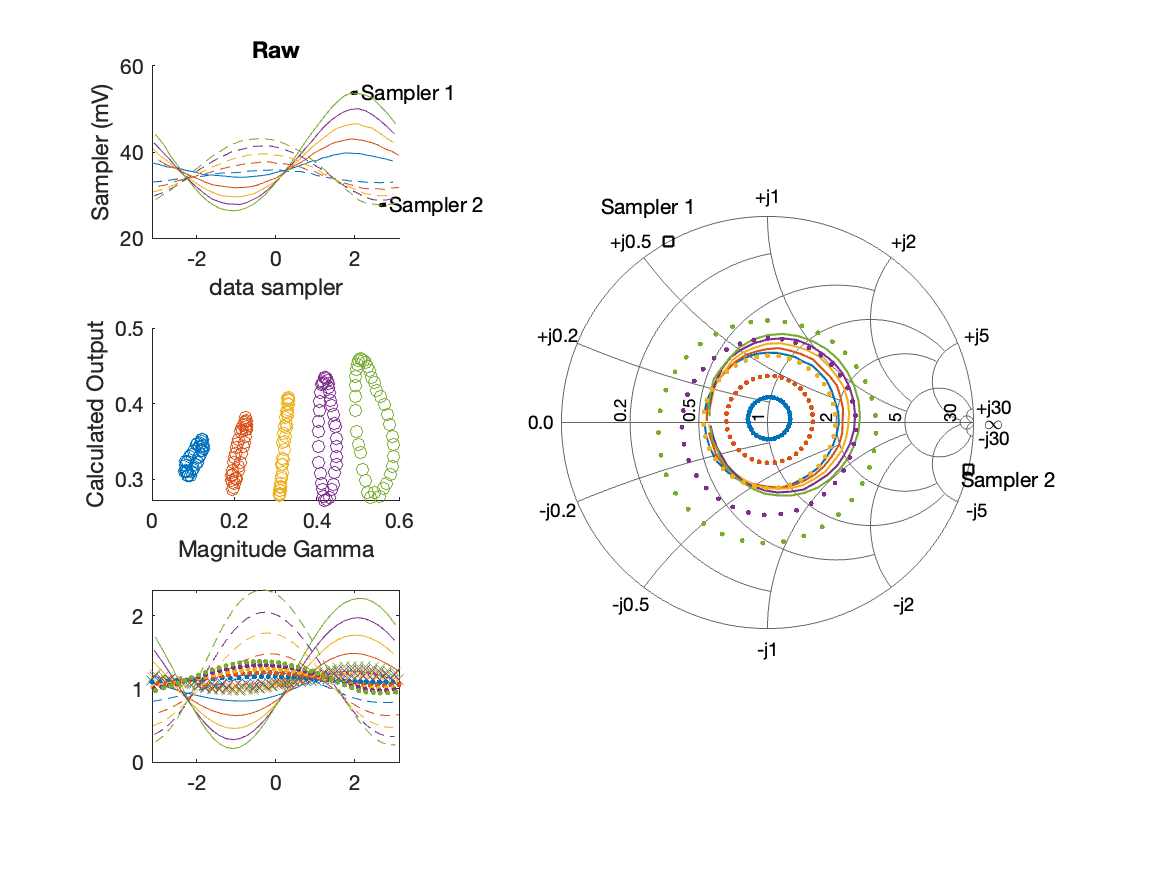 Raw
60
40
20
Sampler (mV)
Sampler 1
Sampler 2
-2
0
2
data sampler
0.5
0.4
0.3
Calculated Output
0
0.2
0.4
0.6
Magnitude Gamma
2
1
0
-2
0
2
Sampler 1
+j1
+j0.5
+j2
+j0.2
+j5
0.0
0.2
0.5
1
2
5
30
+j30
∞
-j30
Sampler 2
-j0.2
-j5
-j0.5
-j2
-j1